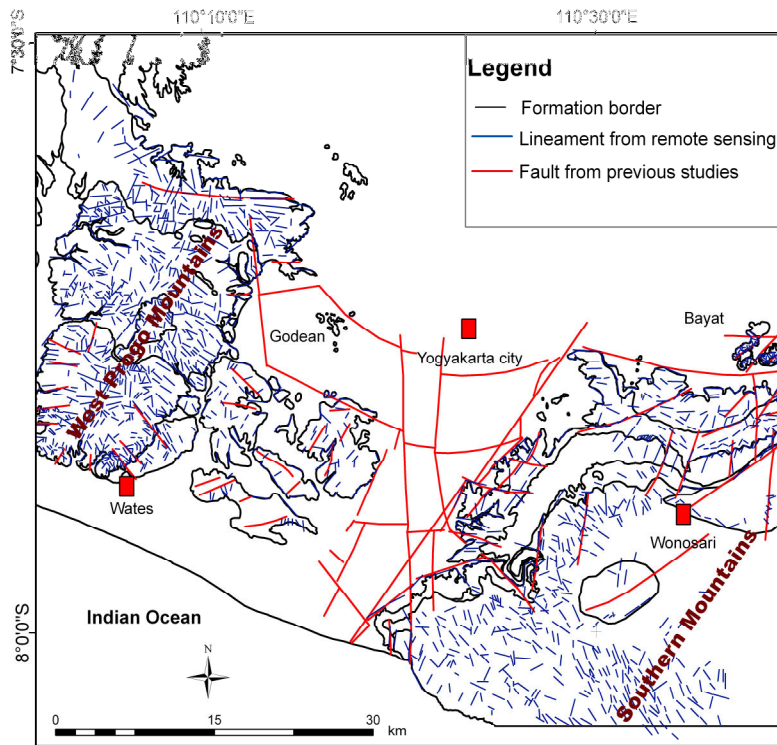 110°10'0"S
110°30'0"S
7°30'0"S
Legend
Formation border
Lineament from remote sensing
Fault from previous studies
West Progo Mountains
Godean
Yogyakarta city
Bayat
Wates
Wonosari
Southern Mountains
Indian Ocean
8°0'0"S
N
0 15 30
km